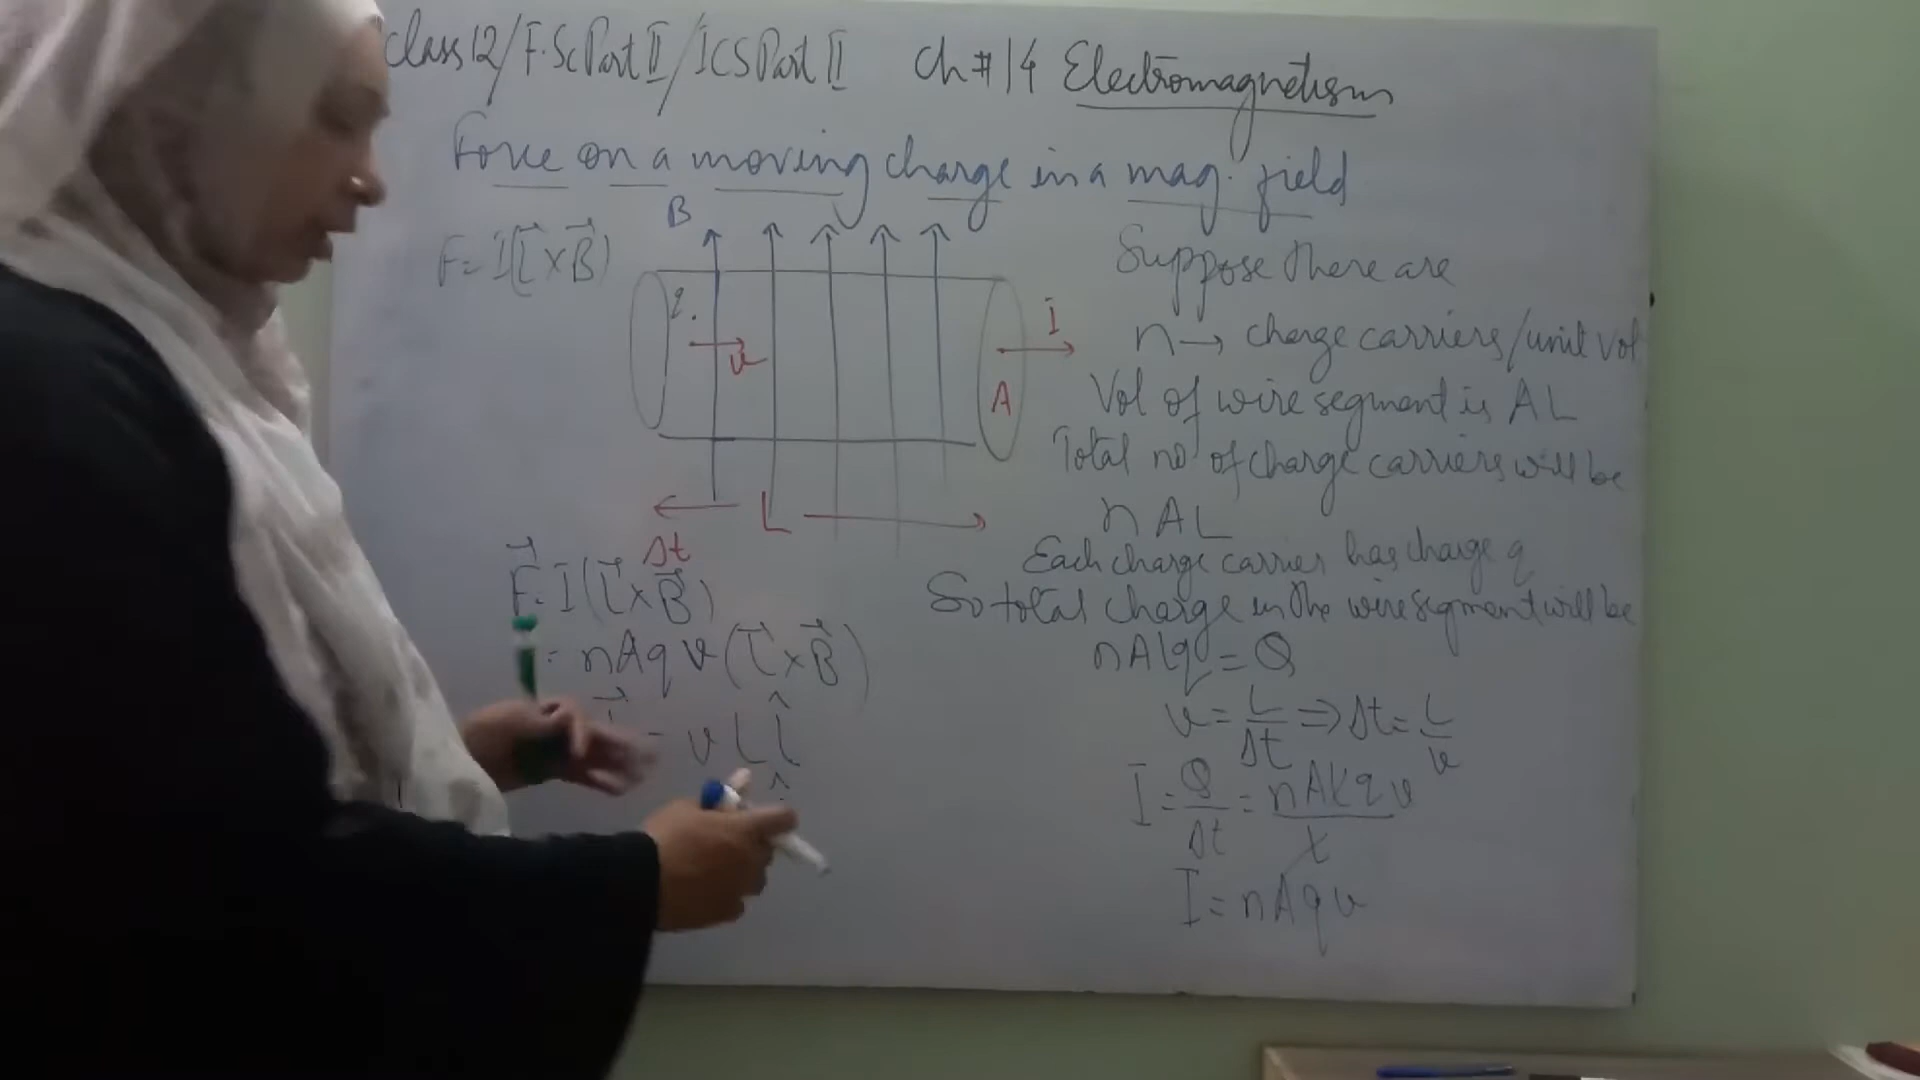 Class 12/F.Sc Part II/ICS Part II Ch # 14 Electromagnetism
Force on a moving charge in a mag. field
F = I(L⃗ × B⃗)
B
q
v
I
A
L
Δt
Suppose there are
n → charge carriers/unit vol
Vol of wire segment is AL
Total no of charge carriers will be
nAL
Each charge carrier has charge q
So total charge in the wire segment will be
nALq = Q
v = L/Δt ⇒ Δt = L/v
I = Q/Δt = nALqv/L
I = nAqv
F⃗ = I(L⃗ × B⃗)
= nAqv(L⃗ × B⃗)
= vLL̂